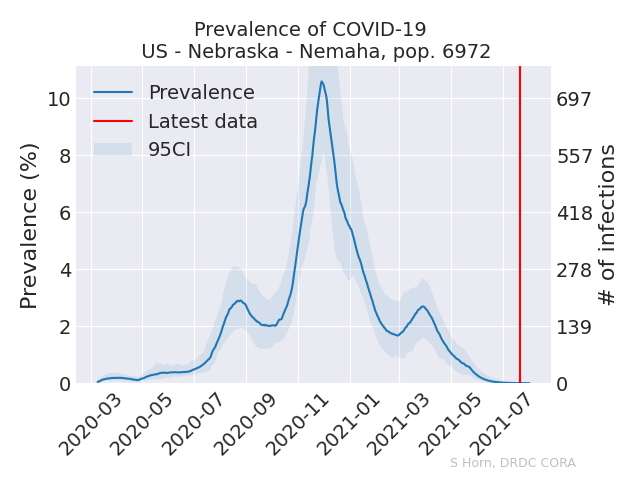 Prevalence of COVID-19
US - Nebraska - Nemaha, pop. 6972
Prevalence
Latest data
95CI
Prevalence (%)
10
8
6
4
2
0
697
557
418
278
139
0
# of infections
2020-03
2020-05
2020-07
2020-09
2020-11
2021-01
2021-03
2021-05
2021-07
S Horn, DRDC CORA